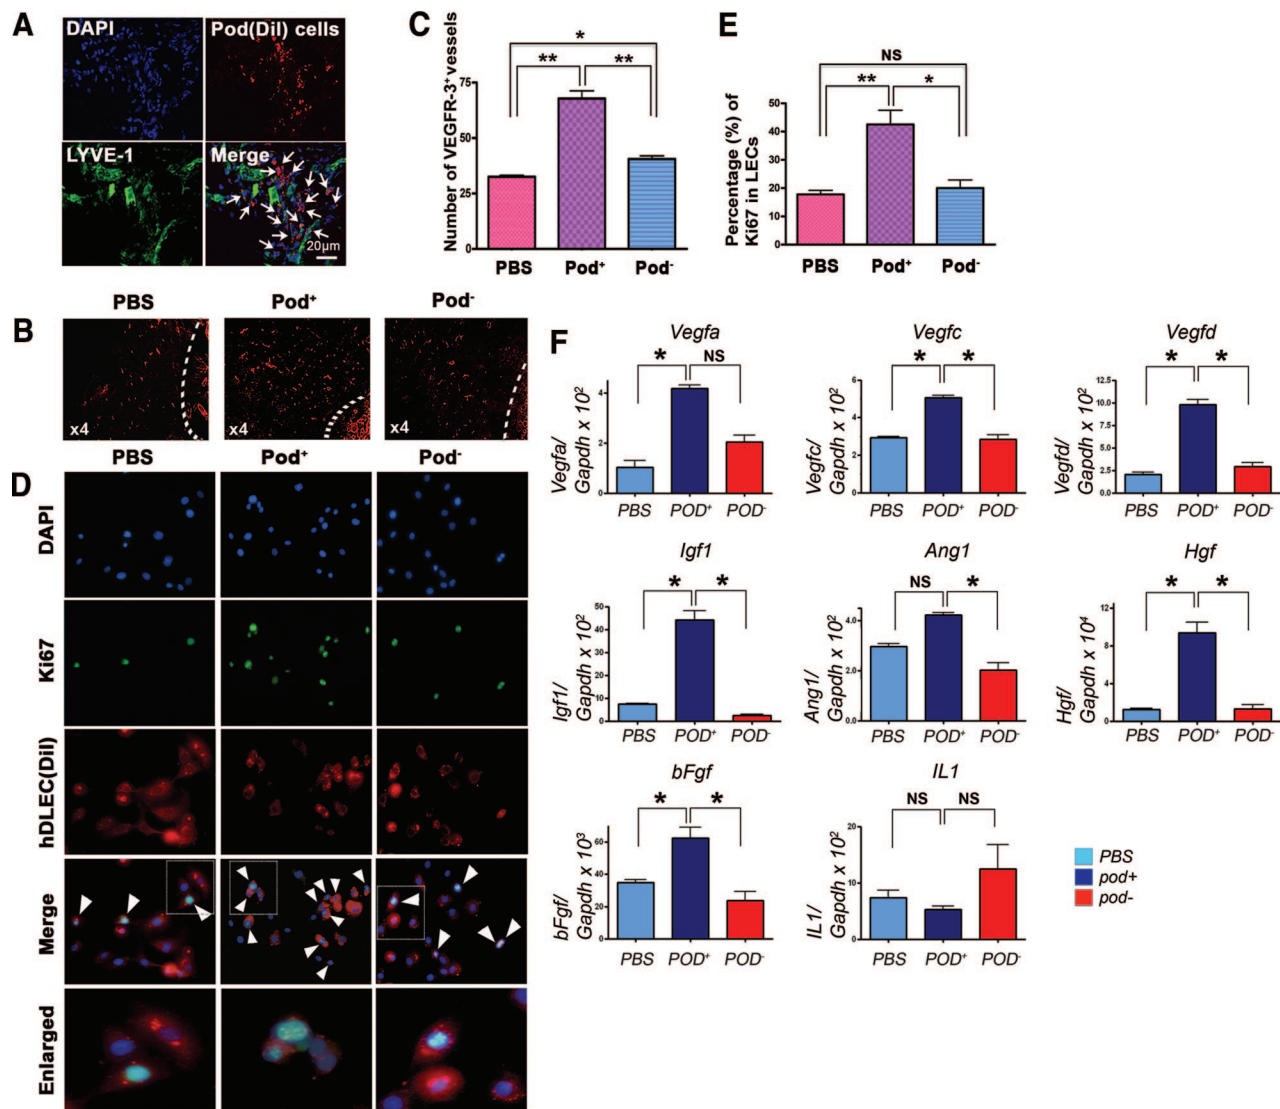 A
DAPI
Pod(DiI) cells
LYVE-1
Merge
20µm
B
PBS
Pod⁺
Pod⁻
x4
x4
x4
C
Number of VEGFR-3⁺ vessels
75
50
25
0
*
**
**
PBS
Pod⁺
Pod⁻
D
PBS
Pod⁺
Pod⁻
DAPI
Ki67
hDLEC(DiI)
Merge
Enlarged
E
Percentage (%) of
Ki67 in LECs
50
40
30
20
10
0
NS
**
*
PBS
Pod⁺
Pod⁻
F
Vegfa
Vegfa/
Gapdh x 10²
4
2
0
*
NS
PBS
POD⁺
POD⁻
Vegfc
Vegfc/
Gapdh x 10²
6
4
2
0
*
*
PBS
POD⁺
POD⁻
Vegfd
Vegfd/
Gapdh x 10²
12.5
10.0
7.5
5.0
2.5
0.0
*
*
PBS
POD⁺
POD⁻
Igf1
Igf1/
Gapdh x 10²
50
40
30
20
10
0
*
*
PBS
POD⁺
POD⁻
Ang1
Ang1/
Gapdh x 10²
4.0
2.0
0.0
NS
*
PBS
POD⁺
POD⁻
Hgf
Hgf/
Gapdh x 10⁴
12
8
4
0
*
*
PBS
POD⁺
POD⁻
bFgf
bFgf/
Gapdh x 10³
60
40
20
0
*
*
PBS
POD⁺
POD⁻
IL1
IL1/
Gapdh x 10²
20
10
0
NS
NS
PBS
POD⁺
POD⁻
PBS
pod+
pod-